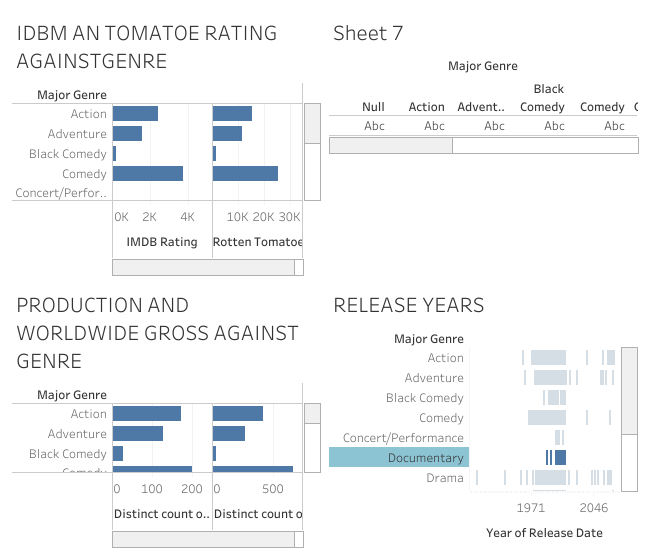 IDBM AN TOMATOE RATING
AGAINSTGENRE
Major Genre
Action
Adventure
Black Comedy
Comedy
Concert/Perfor..
0K 2K 4K 10K 20K 30K
IMDB Rating Rotten Tomatoe
Sheet 7
Major Genre
Black
Null Action Advent.. Comedy Comedy C
Abc Abc Abc Abc Abc
PRODUCTION AND
WORLDWIDE GROSS AGAINST
GENRE
Major Genre
Action
Adventure
Black Comedy
Comedy
0 100 200 0 500
Distinct count o.. Distinct count o
RELEASE YEARS
Major Genre
Action
Adventure
Black Comedy
Comedy
Concert/Performance
Documentary
Drama
1971 2046
Year of Release Date